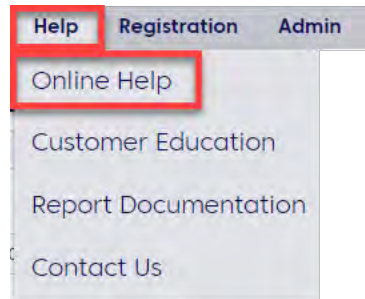 Help Registration Admin
Online Help
Customer Education
Report Documentation
Contact Us